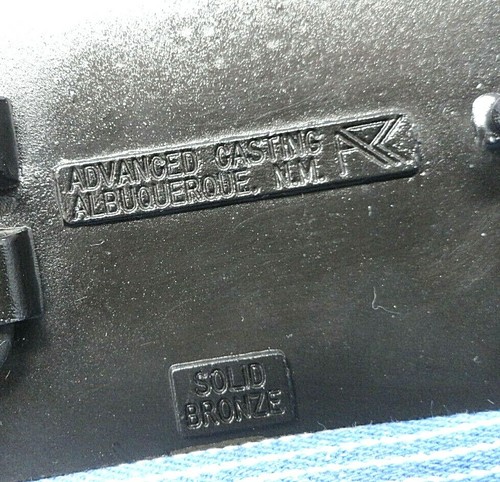 ADVANCED CASTING
ALBUQUERQUE, N.M.
SOLID
BRONZE